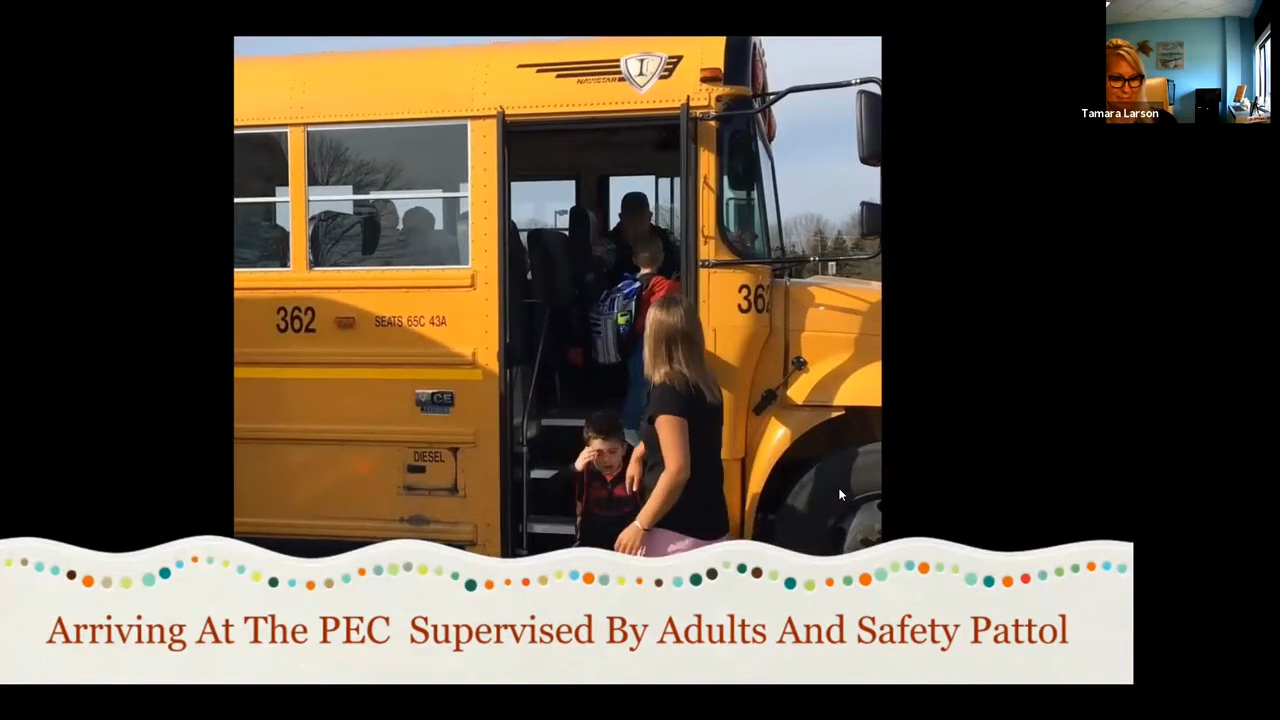 NAVISTAR
I
Tamara Larson
362
SEATS 65C 43A
362
CE
DIESEL
Arriving At The PEC  Supervised By Adults And Safety Pattol